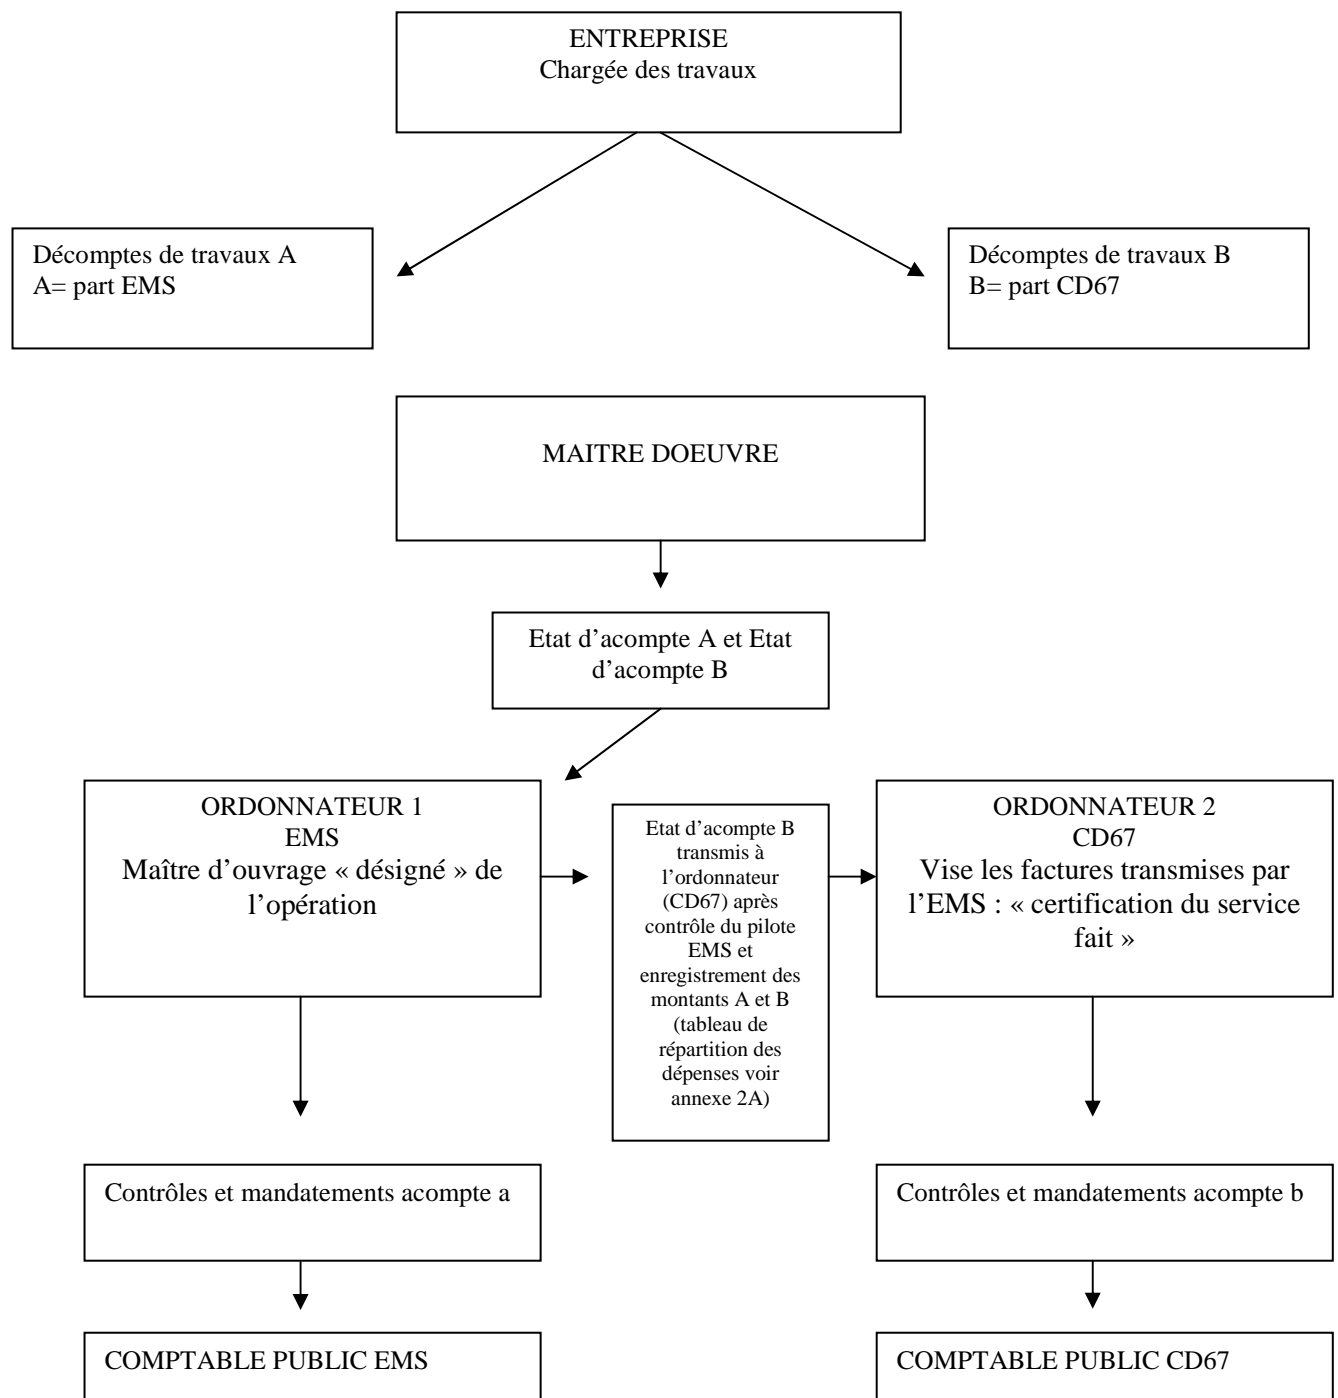 ENTREPRISE
Chargée des travaux
Décomptes de travaux A
A= part EMS
Décomptes de travaux B
B= part CD67
MAITRE DOEUVRE
Etat d’acompte A et Etat
d’acompte B
ORDONNATEUR 1
EMS
Maître d’ouvrage « désigné » de
l’opération
Etat d’acompte B
transmis à
l’ordonnateur
(CD67) après
contrôle du pilote
EMS et
enregistrement des
montants A et B
(tableau de
répartition des
dépenses voir
annexe 2A)
ORDONNATEUR 2
CD67
Vise les factures transmises par
l’EMS : « certification du service
fait »
Contrôles et mandatements acompte a
Contrôles et mandatements acompte b
COMPTABLE PUBLIC EMS
COMPTABLE PUBLIC CD67